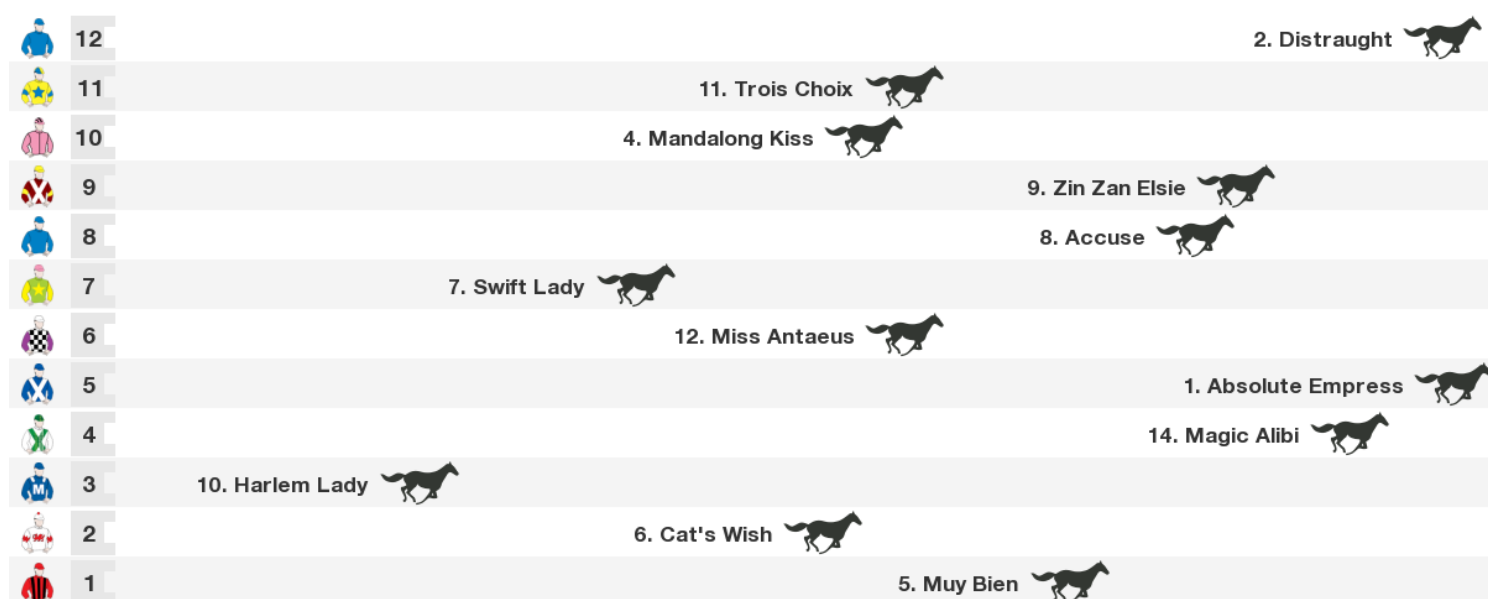 12 2. Distraught
11 11. Trois Choix
10 4. Mandalong Kiss
9 9. Zin Zan Elsie
8 8. Accuse
7 7. Swift Lady
6 12. Miss Antaeus
5 1. Absolute Empress
4 14. Magic Alibi
M 3 10. Harlem Lady
2 6. Cat's Wish
1 5. Muy Bien